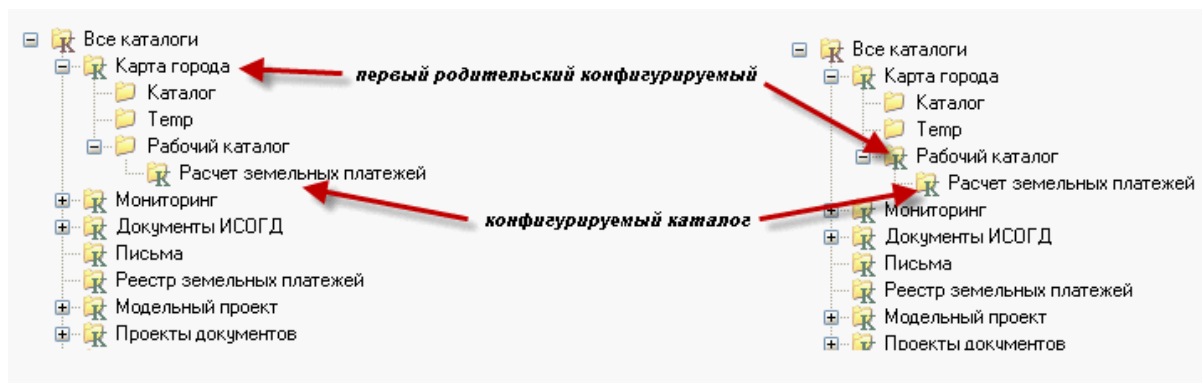 Все каталоги
Карта города
Каталог
Temp
Рабочий каталог
Расчет земельных платежей
Мониторинг
Документы ИСОГД
Письма
Реестр земельных платежей
Модельный проект
Проекты документов
первый родительский конфигурируемый
конфигурируемый каталог
Все каталоги
Карта города
Каталог
Temp
Рабочий каталог
Расчет земельных платежей
Мониторинг
Документы ИСОГД
Письма
Реестр земельных платежей
Модельный проект
Проекты документов